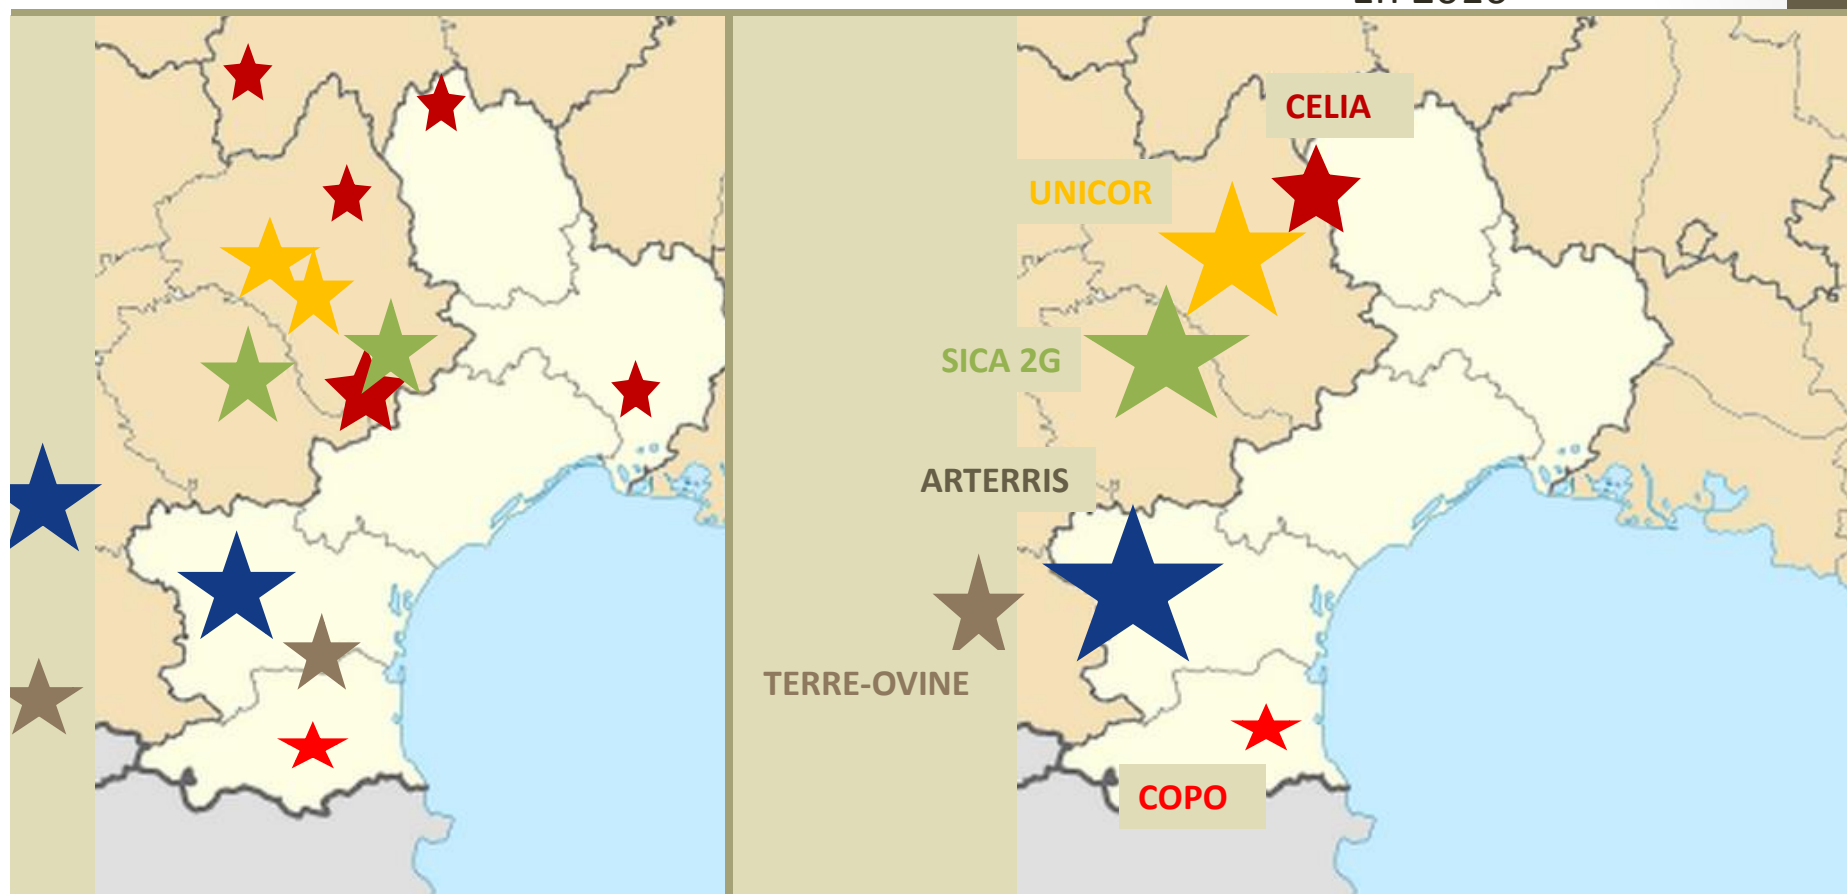 CELIA
UNICOR
SICA 2G
ARTERRIS
TERRE-OVINE
COPO